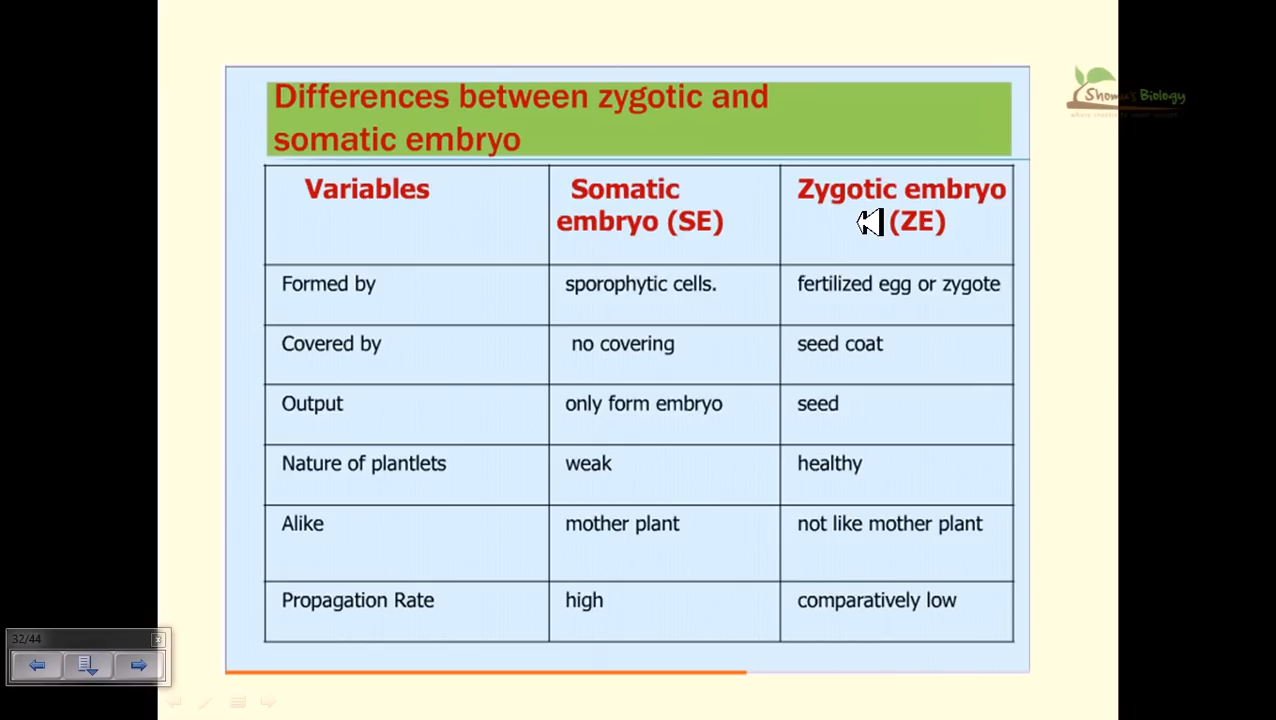 Differences between zygotic and
somatic embryo
Shomu's Biology
Variables
Somatic
embryo (SE)
Zygotic embryo
(ZE)
Formed by
sporophytic cells.
fertilized egg or zygote
Covered by
no covering
seed coat
Output
only form embryo
seed
Nature of plantlets
weak
healthy
Alike
mother plant
not like mother plant
Propagation Rate
high
comparatively low
32/44